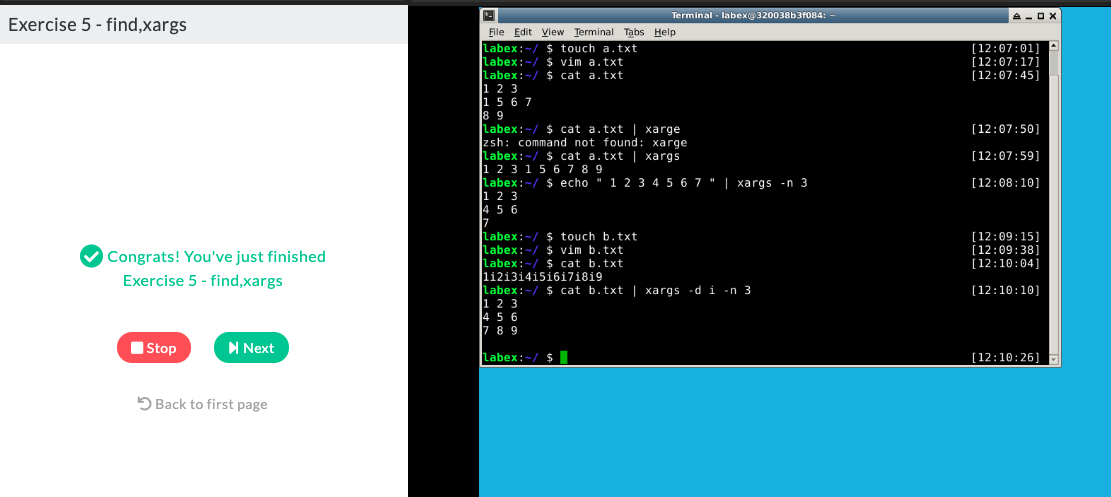 Exercise 5 - find,xargs
Congrats! You've just finished
Exercise 5 - find,xargs
Stop
Next
Back to first page
Terminal - labex@320038b3f084: ~
File Edit View Terminal Tabs Help
labex:~/ $ touch a.txt [12:07:01]
labex:~/ $ vim a.txt [12:07:17]
labex:~/ $ cat a.txt [12:07:45]
1 2 3
1 5 6 7
8 9
labex:~/ $ cat a.txt | xarge [12:07:50]
zsh: command not found: xarge
labex:~/ $ cat a.txt | xargs [12:07:59]
1 2 3 1 5 6 7 8 9
labex:~/ $ echo " 1 2 3 4 5 6 7 " | xargs -n 3 [12:08:10]
1 2 3
4 5 6
7
labex:~/ $ touch b.txt [12:09:15]
labex:~/ $ vim b.txt [12:09:38]
labex:~/ $ cat b.txt [12:10:04]
1i2i3i4i5i6i7i8i9
labex:~/ $ cat b.txt | xargs -d i -n 3 [12:10:10]
1 2 3
4 5 6
7 8 9
labex:~/ $ [12:10:26]